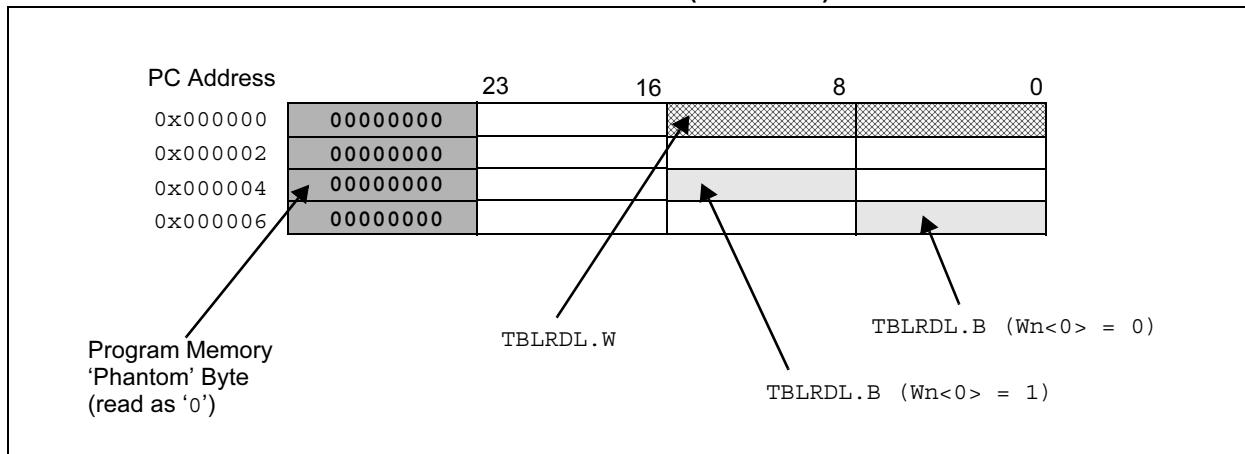 PC Address
23 16 8 0
0x000000 00000000
0x000002 00000000
0x000004 00000000
0x000006 00000000
TBLRDL.W
TBLRDL.B (Wn<0> = 0)
TBLRDL.B (Wn<0> = 1)
Program Memory
‘Phantom’ Byte
(read as ‘0’)